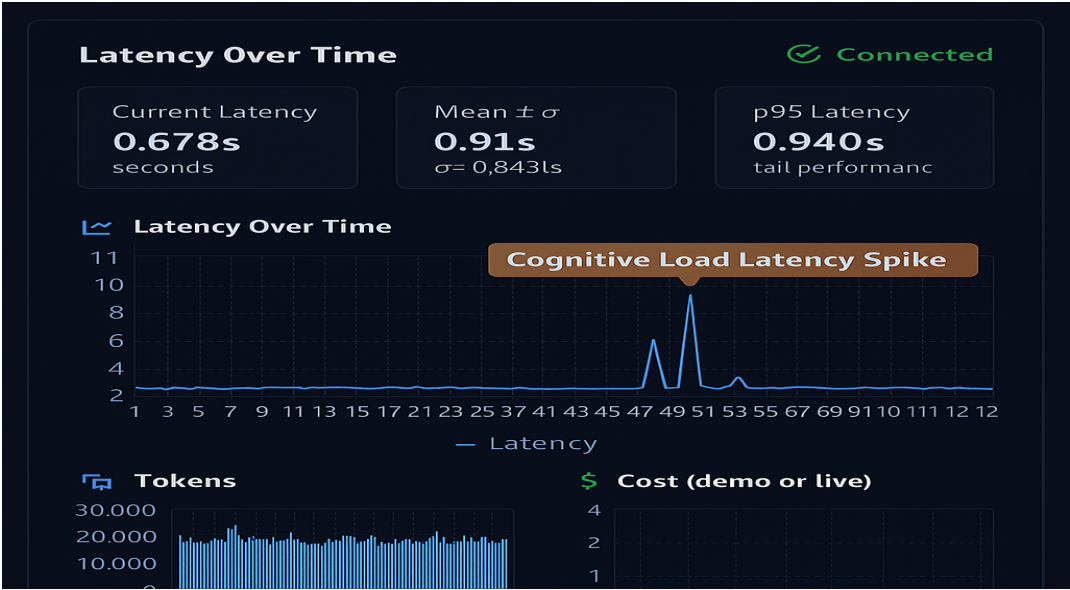 Latency Over Time
Connected
Current Latency
0.678s
seconds
Mean ± σ
0.91s
σ= 0,843ls
p95 Latency
0.940s
tail performanc
Latency Over Time
Cognitive Load Latency Spike
11
10
8
6
4
2
1 3 5 7 9 11 13 15 17 21 23 25 37 41 43 45 47 49 51 53 55 67 69 91 10 111 12 12
Latency
Tokens
30.000
20.000
10.000
$ Cost (demo or live)
4
2
1